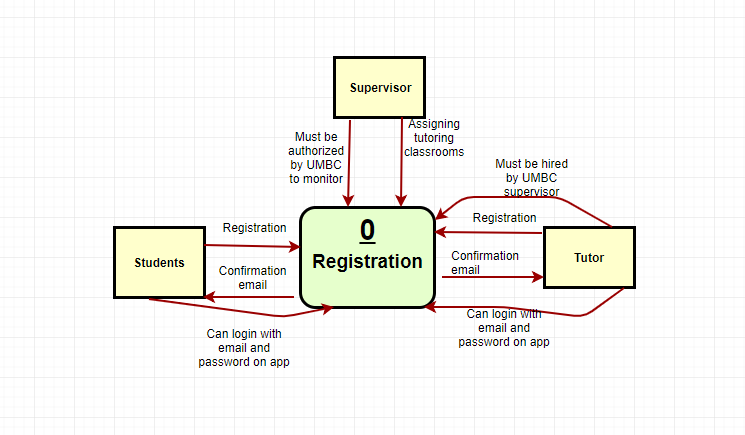 Supervisor
Must be
authorized
by UMBC
to monitor
Assigning
tutoring
classrooms
Must be hired
by UMBC
supervisor
Registration
Registration
0
Registration
Students
Tutor
Confirmation
email
Confirmation
email
Can login with
email and
password on app
Can login with
email and
password on app